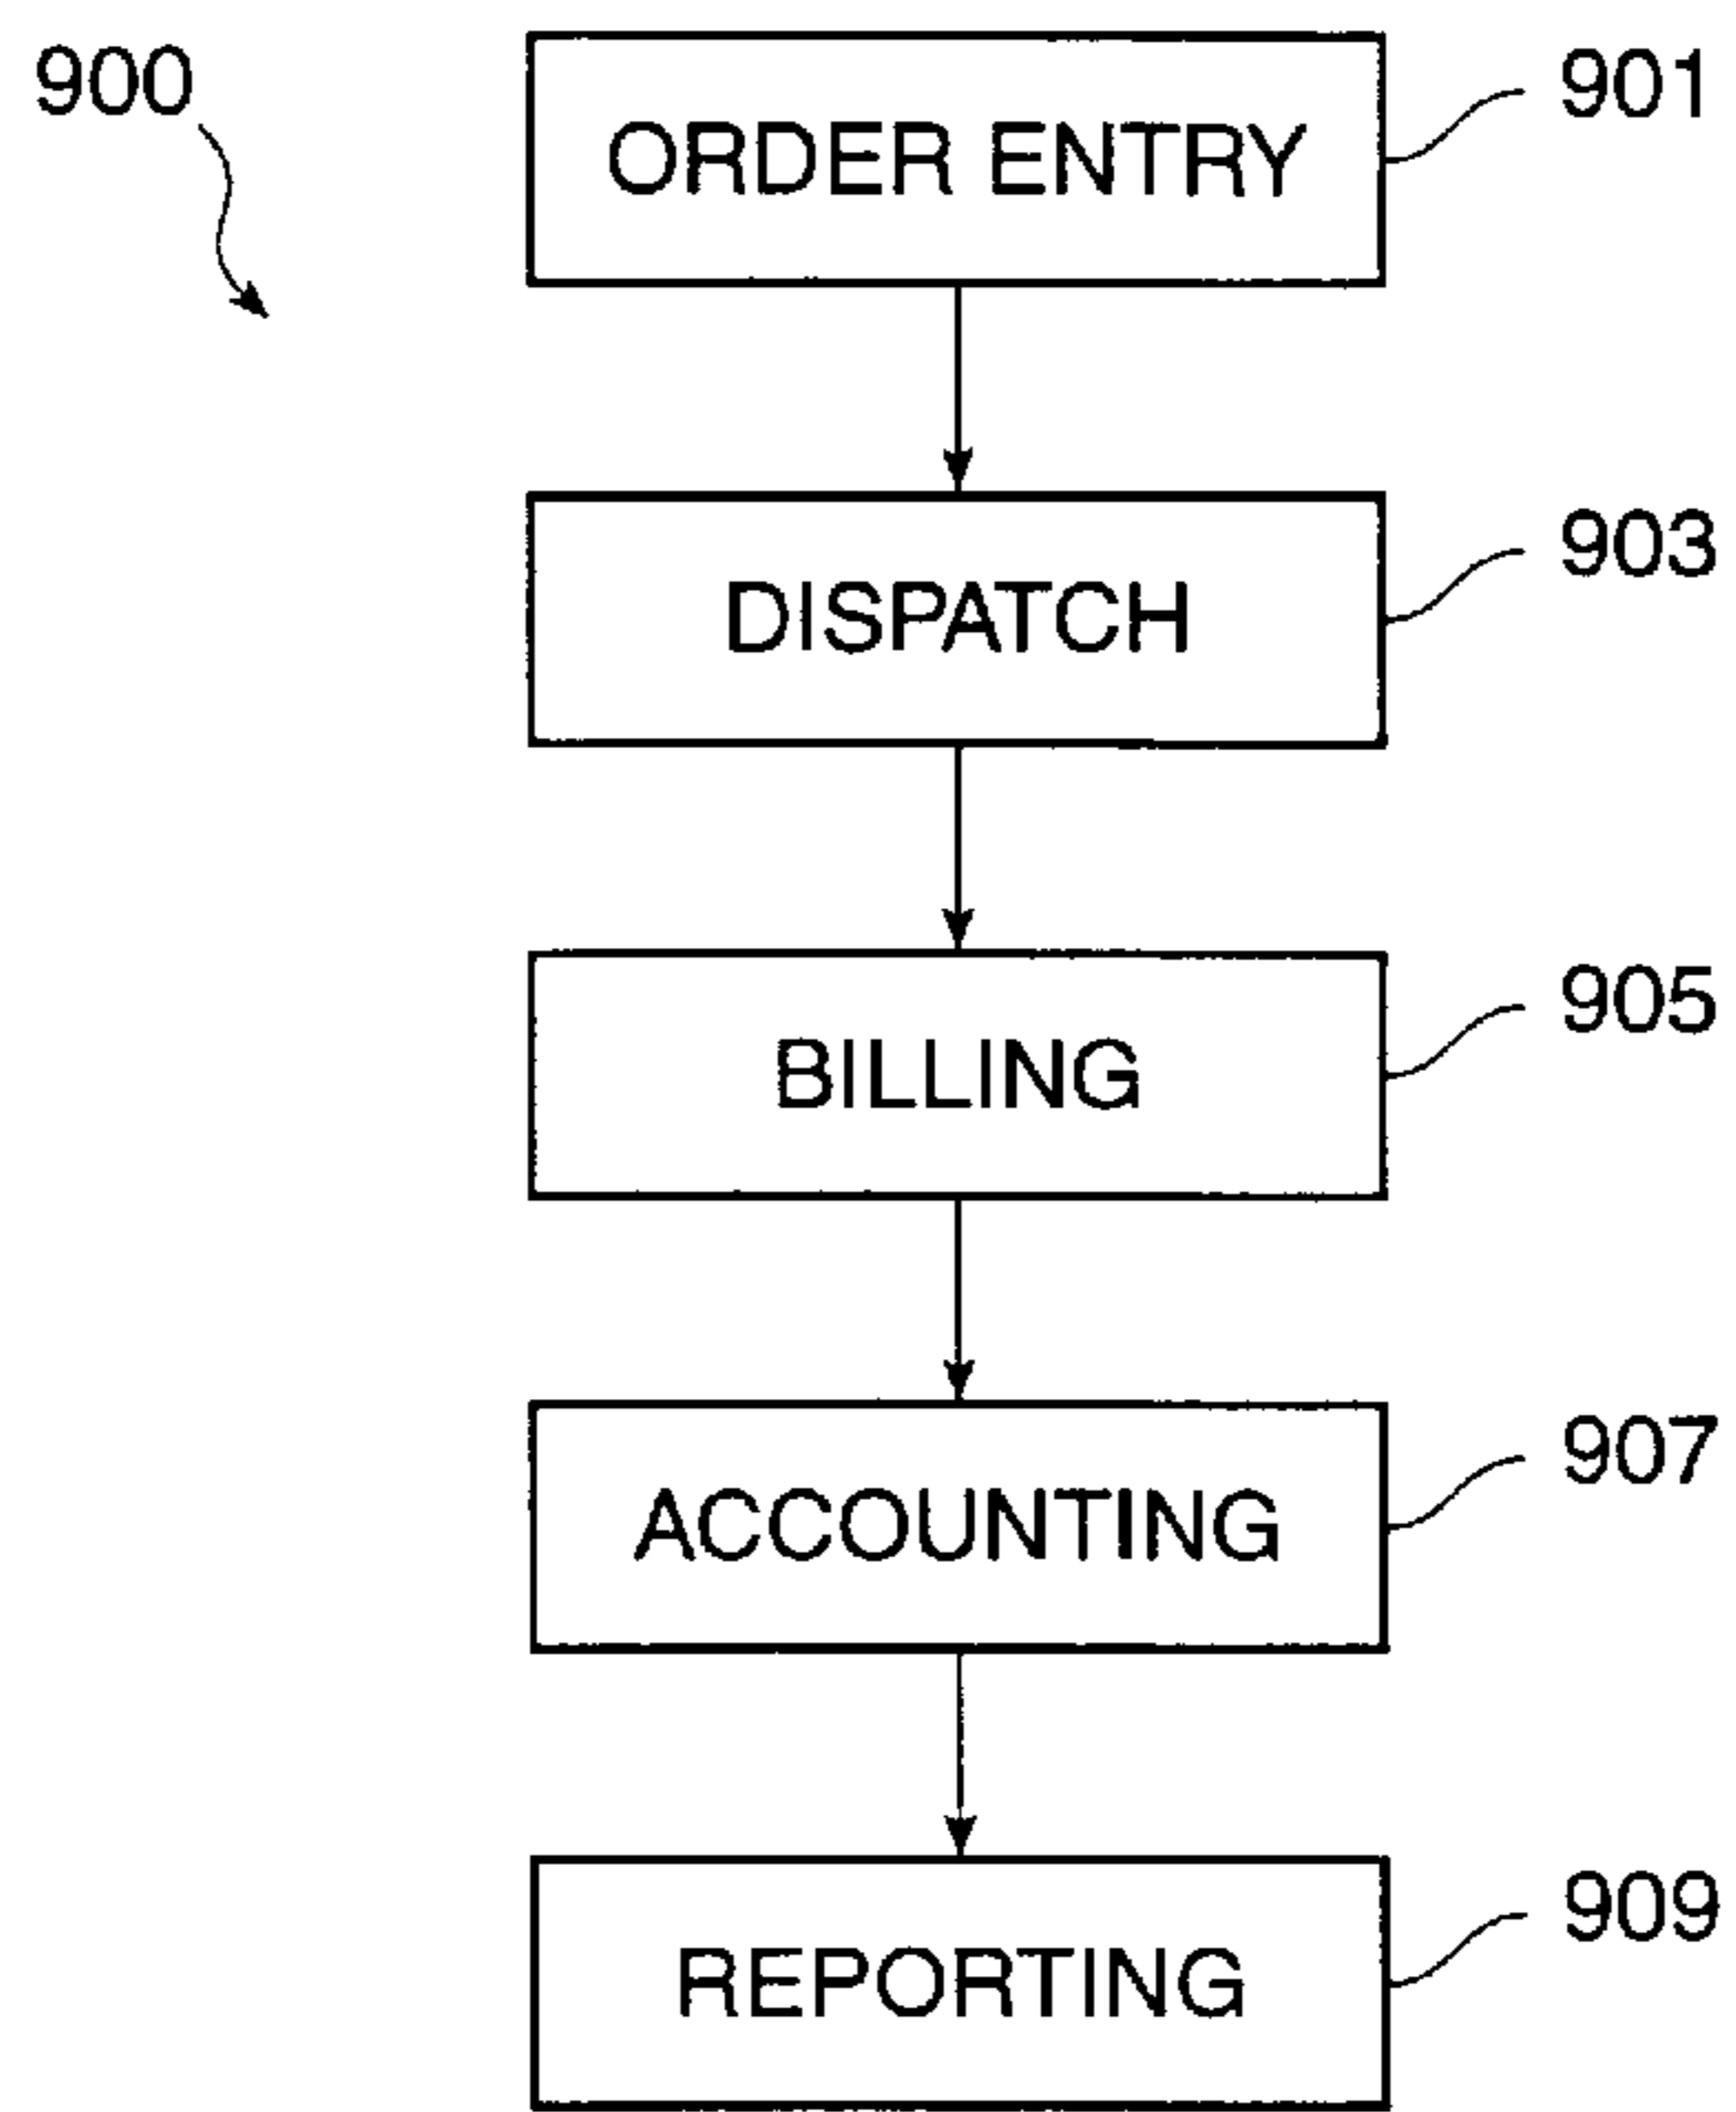 900
ORDER ENTRY
901
DISPATCH
903
BILLING
905
ACCOUNTING
907
REPORTING
909